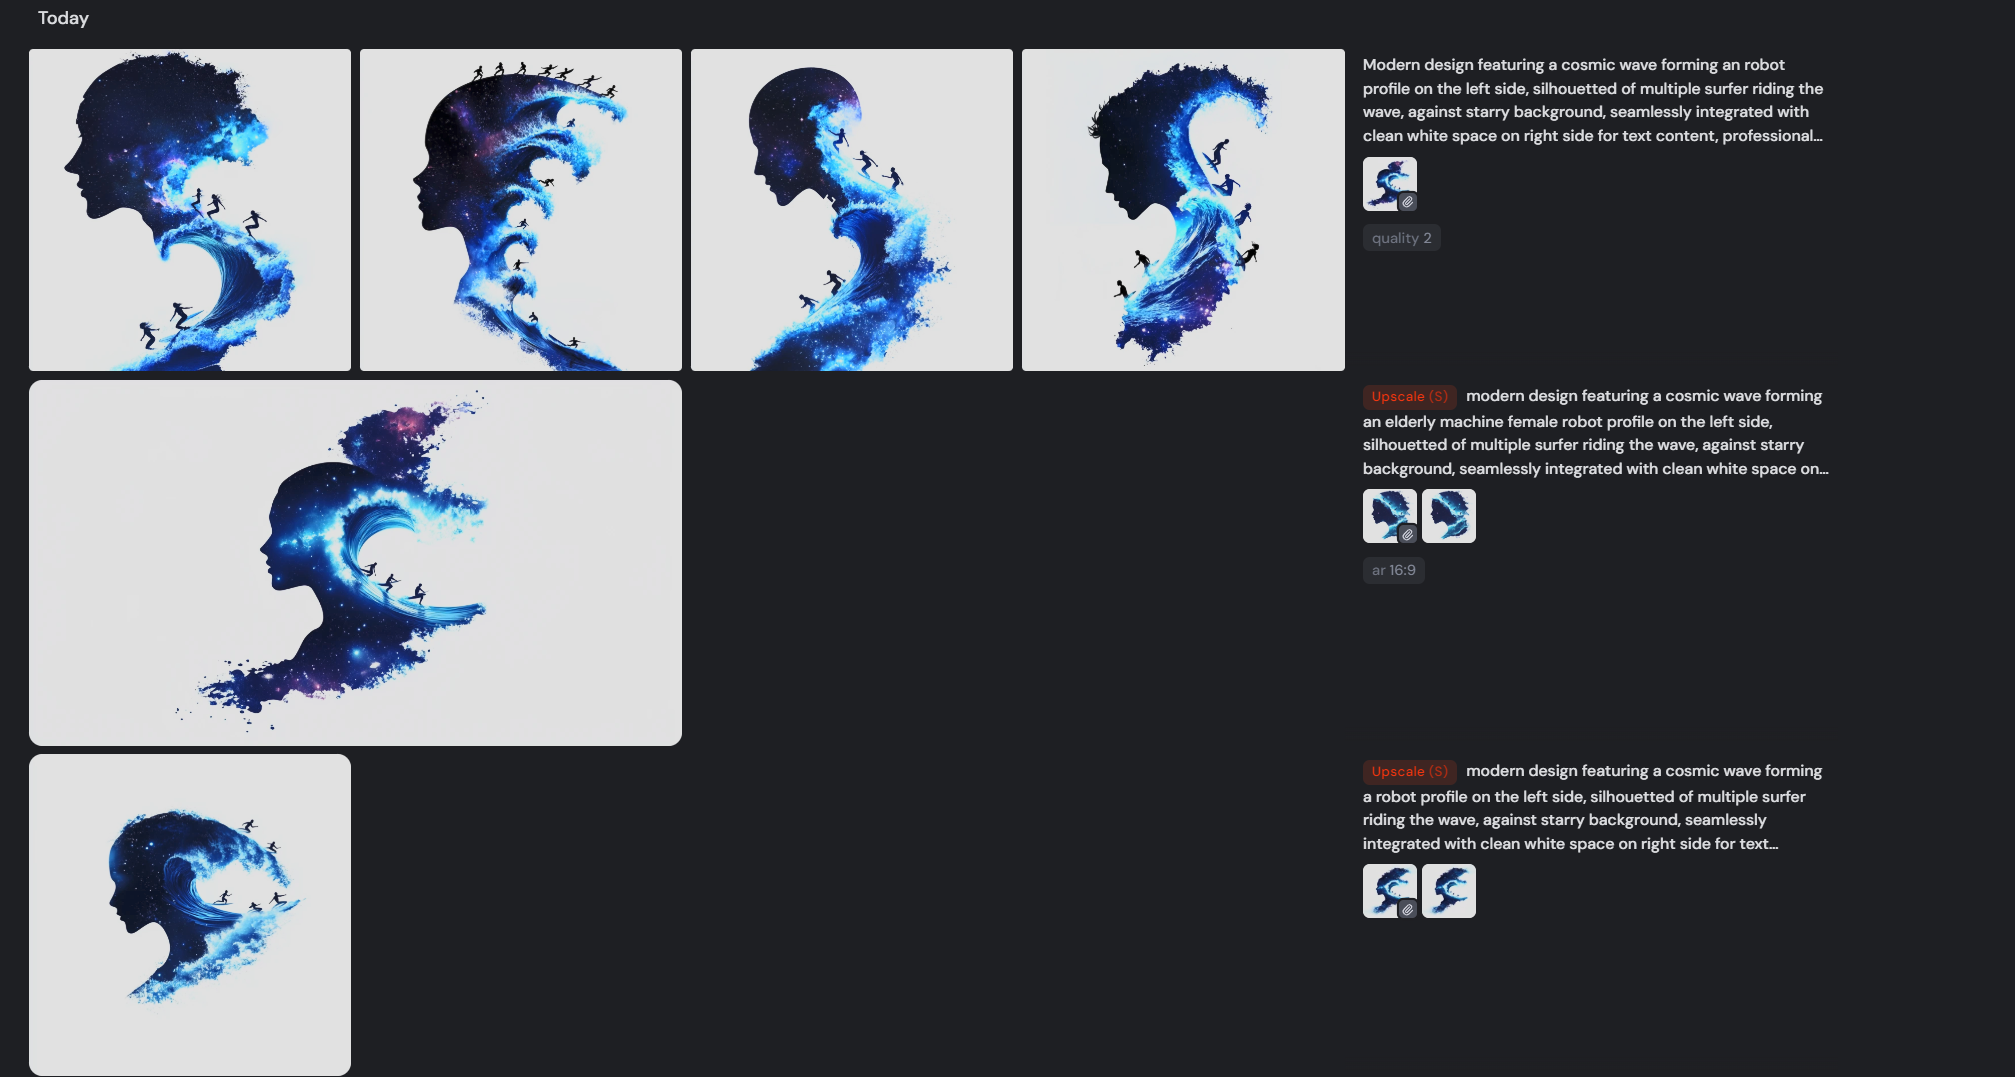 Today
Modern design featuring a cosmic wave forming an robot
profile on the left side, silhouetted of multiple surfer riding the
wave, against starry background, seamlessly integrated with
clean white space on right side for text content, professional...
quality 2
Upscale (S) modern design featuring a cosmic wave forming
an elderly machine female robot profile on the left side,
silhouetted of multiple surfer riding the wave, against starry
background, seamlessly integrated with clean white space on...
ar 16:9
Upscale (S) modern design featuring a cosmic wave forming
a robot profile on the left side, silhouetted of multiple surfer
riding the wave, against starry background, seamlessly
integrated with clean white space on right side for text...